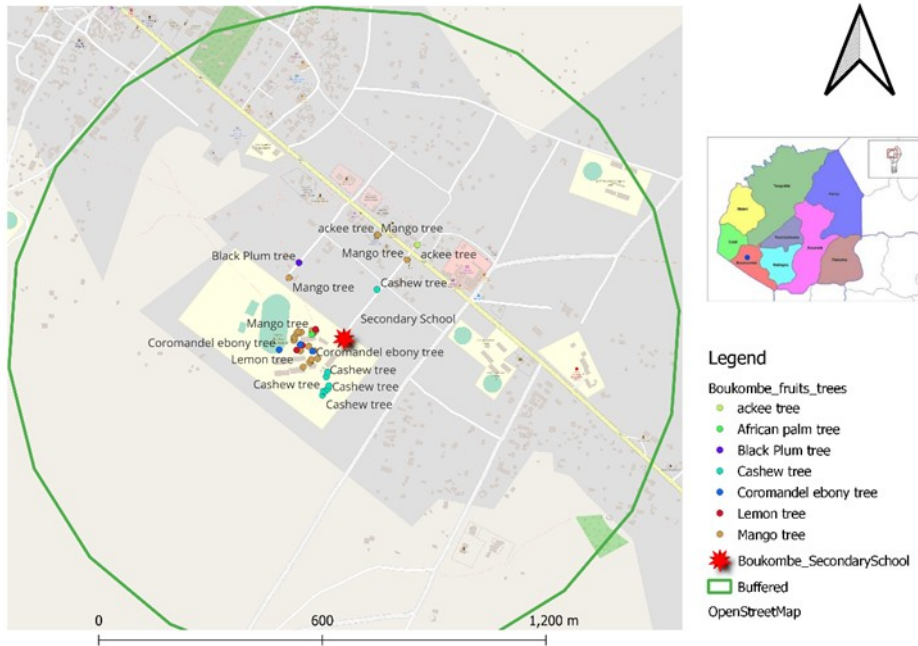 ackee tree
Mango tree
Mango tree
ackee tree
Black Plum tree
Mango tree
Cashew tree
Secondary School
Mango tree
Coromandel ebony tree
Coromandel ebony tree
Lemon tree
Cashew tree
Cashew tree
Cashew tree
Cashew tree
0
600
1,200 m
Legend
Boukombe_fruits_trees
ackee tree
African palm tree
Black Plum tree
Cashew tree
Coromandel ebony tree
Lemon tree
Mango tree
Boukombe_SecondarySchool
Buffered
OpenStreetMap